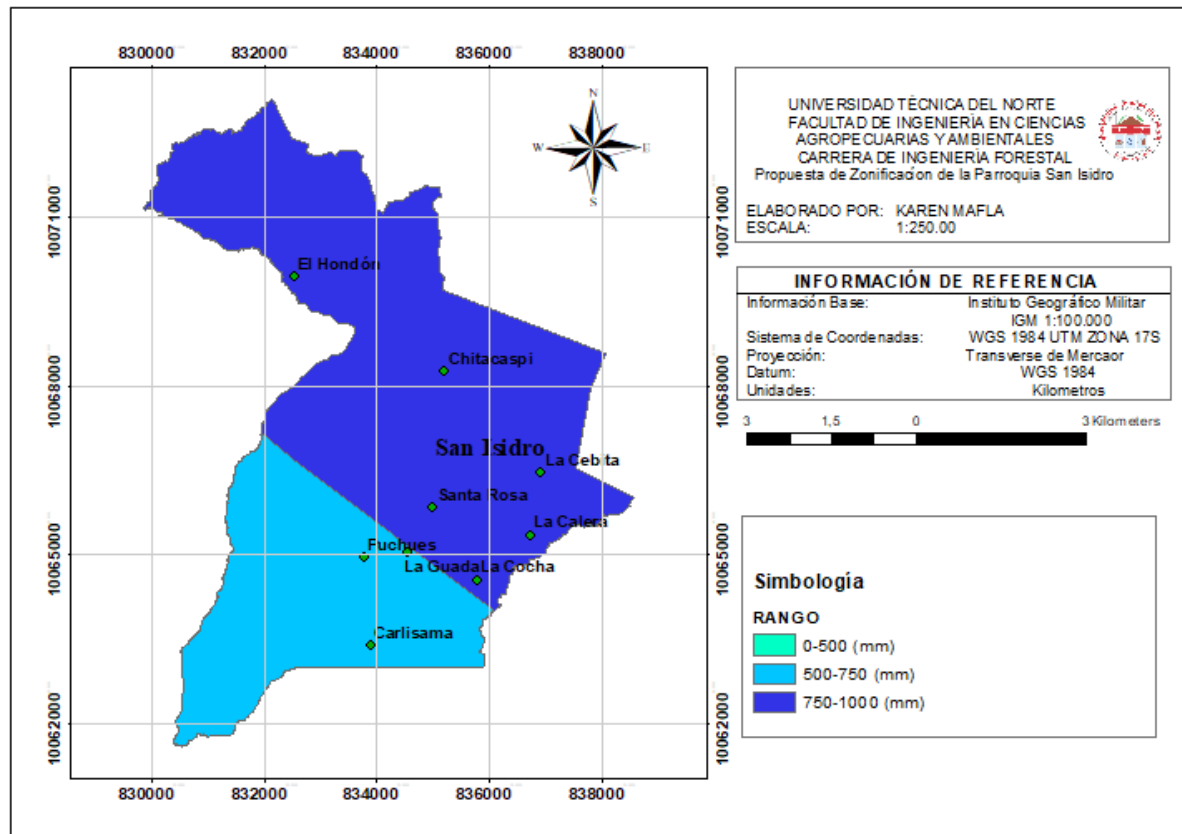 830000 832000 834000 836000 838000
10071000
10068000
10065000
10062000
10071000
10068000
10065000
10062000
830000 832000 834000 836000 838000
N
W E
S
El Hondón
Chitacaspi
San Isidro
La Cebita
Santa Rosa
La Calera
Fuchues
La Guada La Cocha
Carlisama
UNIVERSIDAD TÉCNICA DEL NORTE
FACULTAD DE INGENIERÌA EN CIENCIAS
AGROPECUARIAS Y AMBIENTALES
CARRERA DE INGENIERÍA FORESTAL
Propuesta de Zonificación de la Parroquia San Isidro
ELABORADO POR: KAREN MAFLA
ESCALA: 1:250.00
INFORMACIÓN DE REFERENCIA
Información Base: Instituto Geográfico Militar
IGM 1:100.000
Sistema de Coordenadas: WGS 1984 UTM ZONA 17S
Proyección: Transverse de Mercaor
Datum: WGS 1984
Unidades: Kilometros
3 1,5 0 3 Kilometers
Simbología
RANGO
0-500 (mm)
500-750 (mm)
750-1000 (mm)